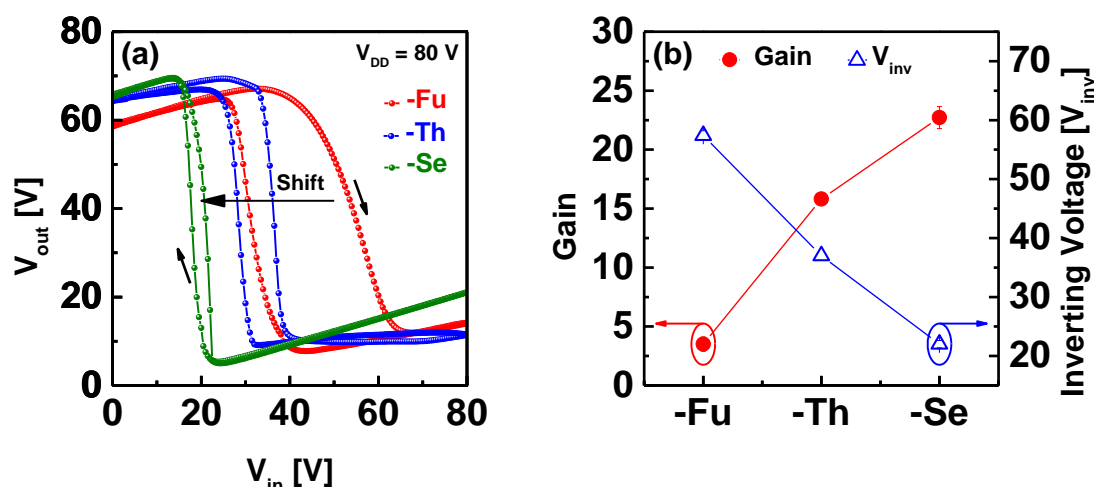 (a)
V_DD = 80 V
-Fu
-Th
-Se
Shift
80
60
40
20
0
V_out [V]
0 20 40 60 80
V_in [V]
(b)
Gain V_inv
30
25
20
15
10
5
0
Gain
70
60
50
40
30
20
Inverting Voltage [V_inv]
-Fu -Th -Se